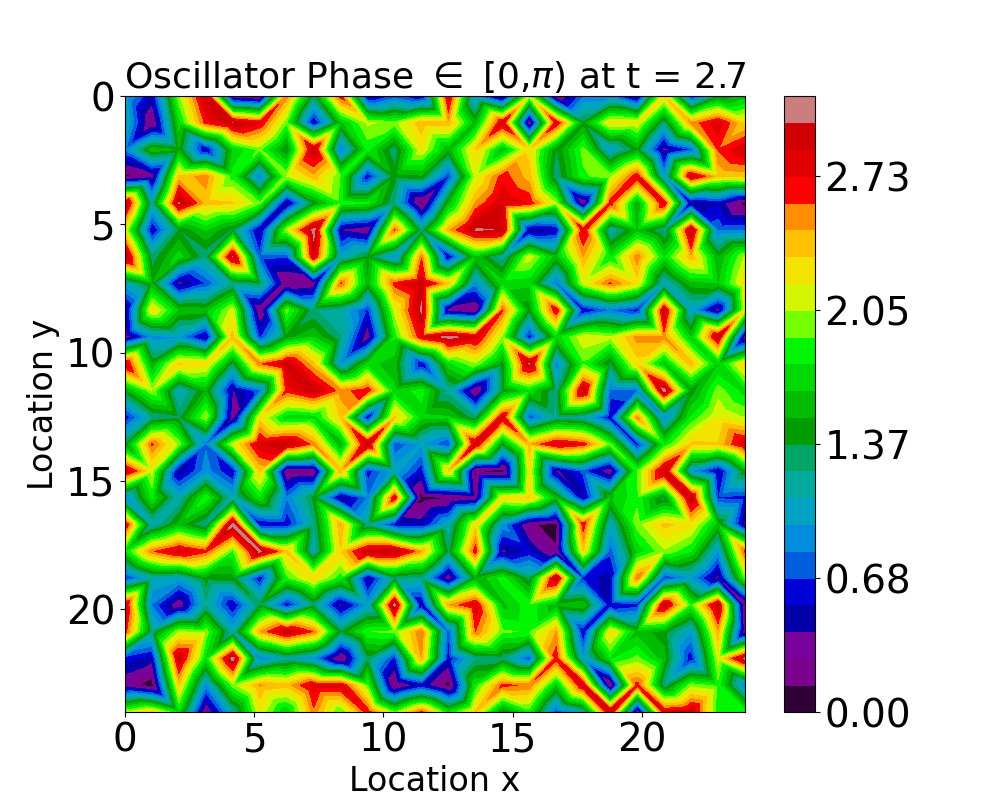 Oscillator Phase ∈ [0,π) at t = 2.7
0
5
10
15
20
Location y
0 5 10 15 20
Location x
2.73
2.05
1.37
0.68
0.00